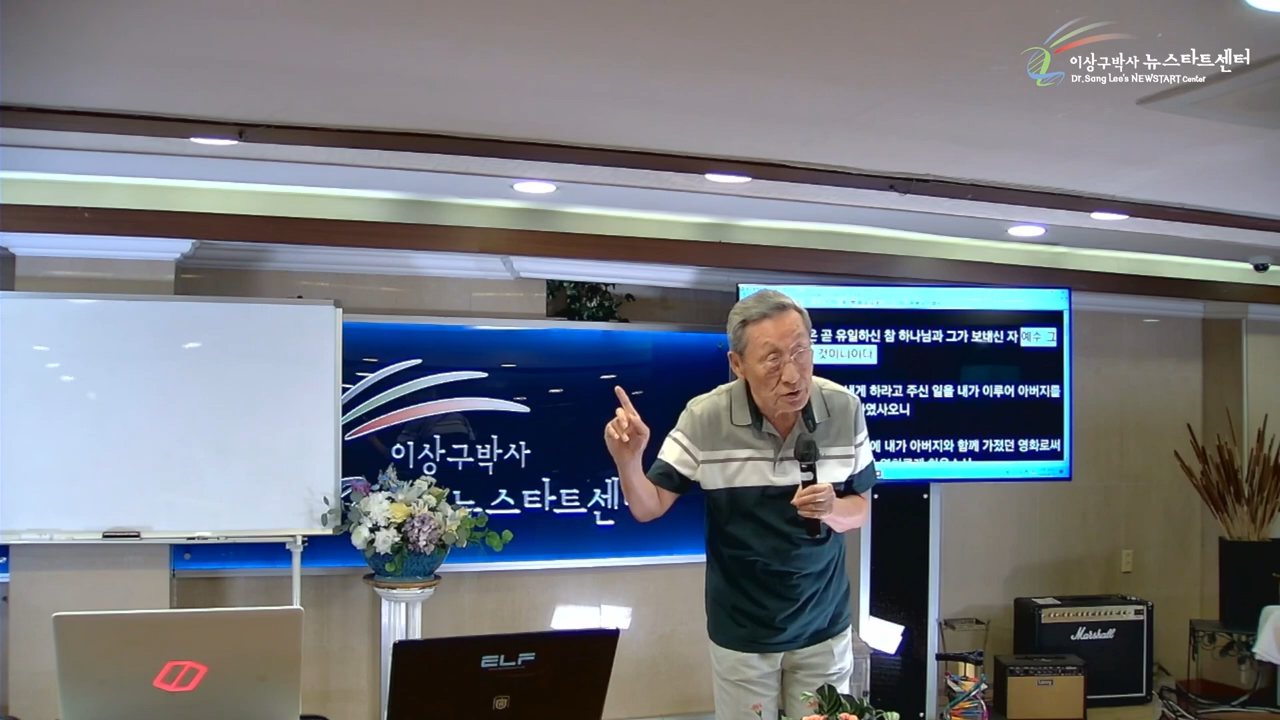 이상구박사 뉴스타트센터
Dr. Sang Lee's NEWSTART Center
은 곧 유일하신 참 하나님과 그가 보내신 자 예수 그
것이니이다
내게 하라고 주신 일을 내가 이루어 아버지를
하였사오니
에 내가 아버지와 함께 가졌던 영화로써
이상구박사
뉴스타트센
ELF
Marshall